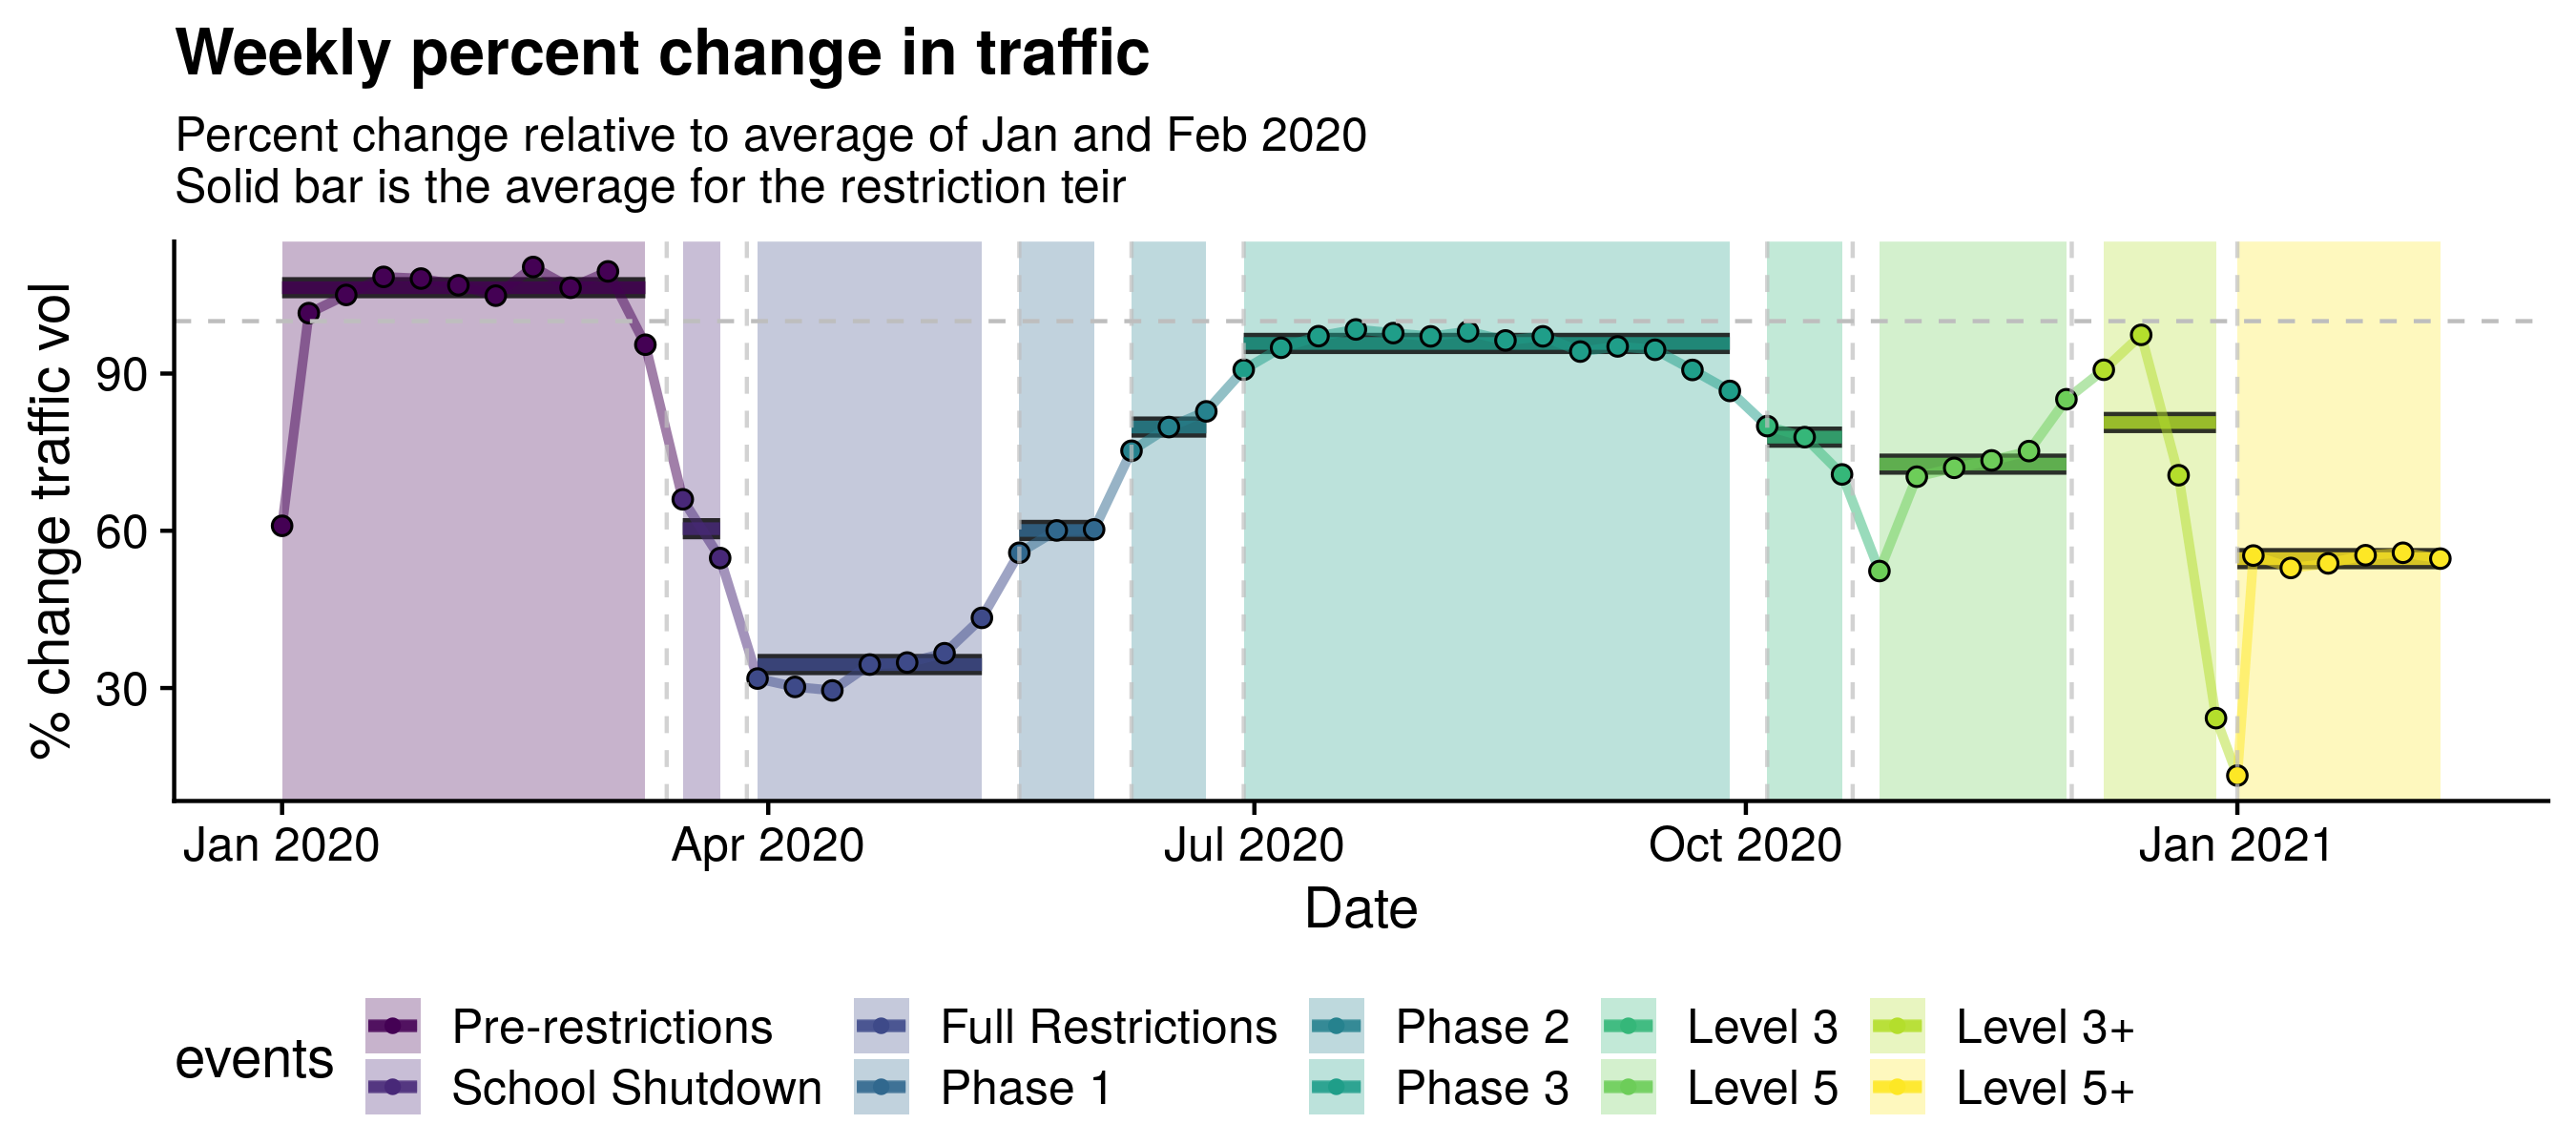 Weekly percent change in traffic
Percent change relative to average of Jan and Feb 2020
Solid bar is the average for the restriction teir
% change traffic vol
90
60
30
Jan 2020
Apr 2020
Jul 2020
Oct 2020
Jan 2021
Date
events
Pre-restrictions
School Shutdown
Full Restrictions
Phase 1
Phase 2
Phase 3
Level 3
Level 5
Level 3+
Level 5+